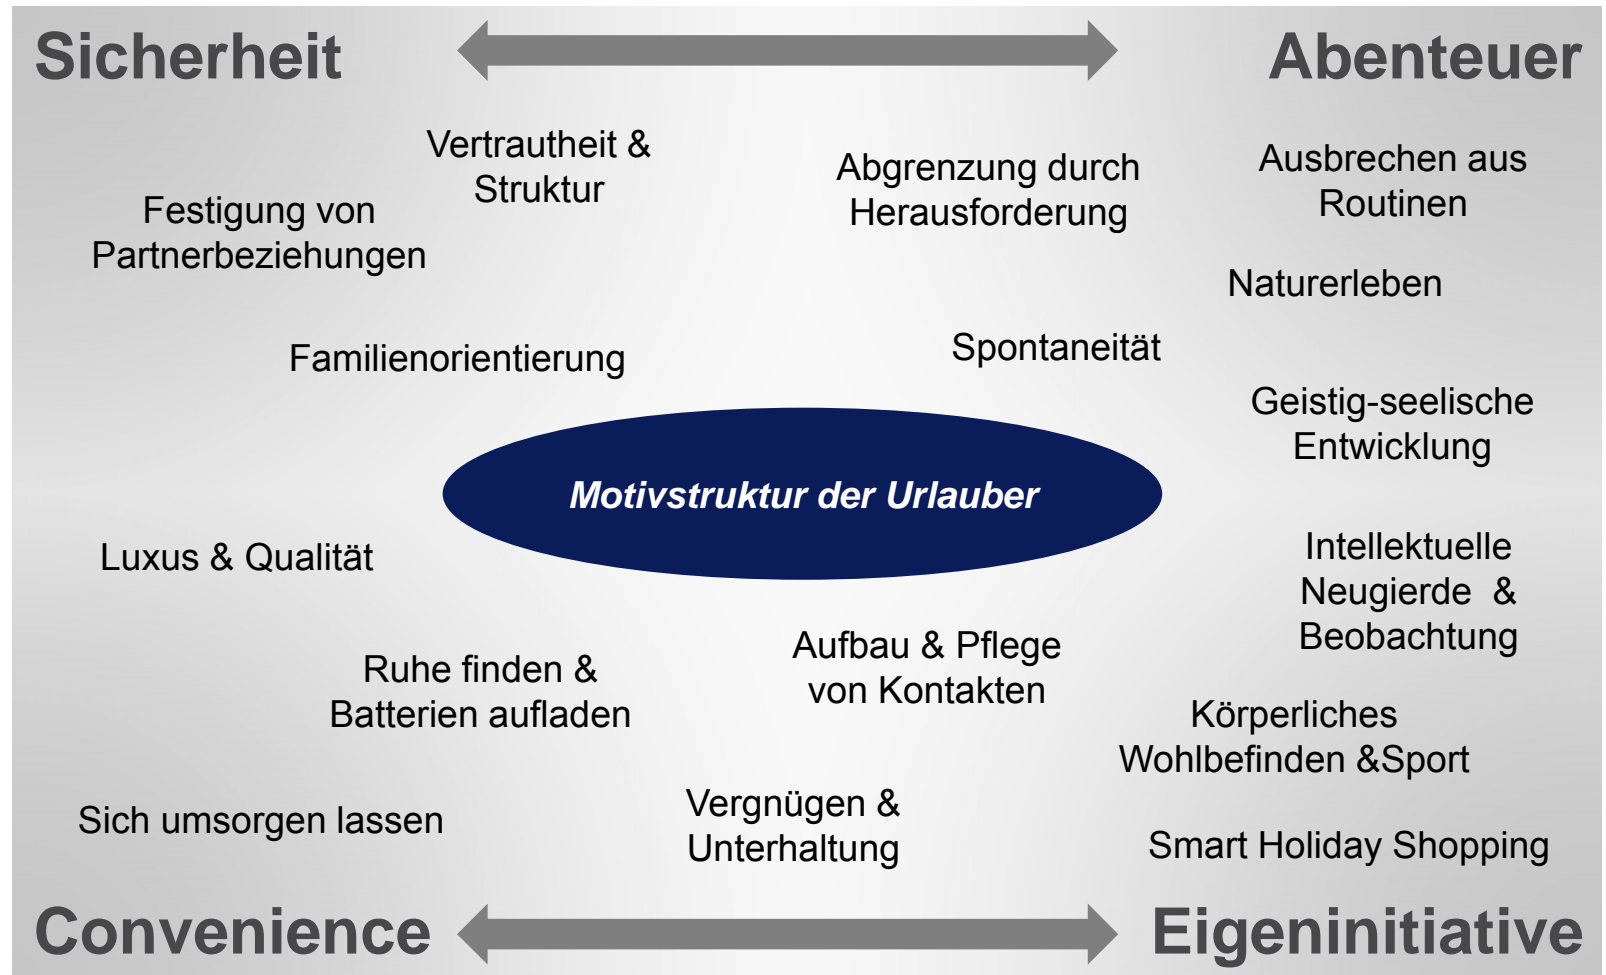 Sicherheit
Abenteuer
Vertrautheit &
Struktur
Abgrenzung durch
Herausforderung
Ausbrechen aus
Routinen
Festigung von
Partnerbeziehungen
Naturerleben
Familienorientierung
Spontaneität
Geistig-seelische
Entwicklung
Motivstruktur der Urlauber
Luxus & Qualität
Intellektuelle
Neugierde  &
Beobachtung
Ruhe finden &
Batterien aufladen
Aufbau & Pflege
von Kontakten
Körperliches
Wohlbefinden &Sport
Sich umsorgen lassen
Vergnügen &
Unterhaltung
Smart Holiday Shopping
Convenience
Eigeninitiative